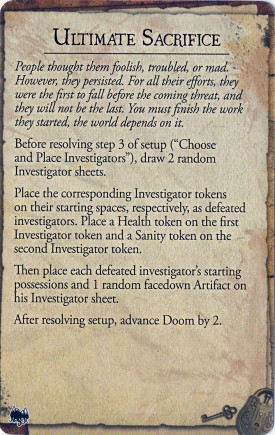 ULTIMATE SACRIFICE
People thought them foolish, troubled, or mad.
However, they persisted. For all their efforts, they
were the first to fall before the coming threat, and
they will not be the last. You must finish the work
they started, the world depends on it.
Before resolving step 3 of setup (“Choose
and Place Investigators”), draw 2 random
Investigator sheets.
Place the corresponding Investigator tokens
on their starting spaces, respectively, as defeated
investigators. Place a Health token on the first
Investigator token and a Sanity token on the
second Investigator token.
Then place each defeated investigator’s starting
possessions and 1 random facedown Artifact on
his Investigator sheet.
After resolving setup, advance Doom by 2.